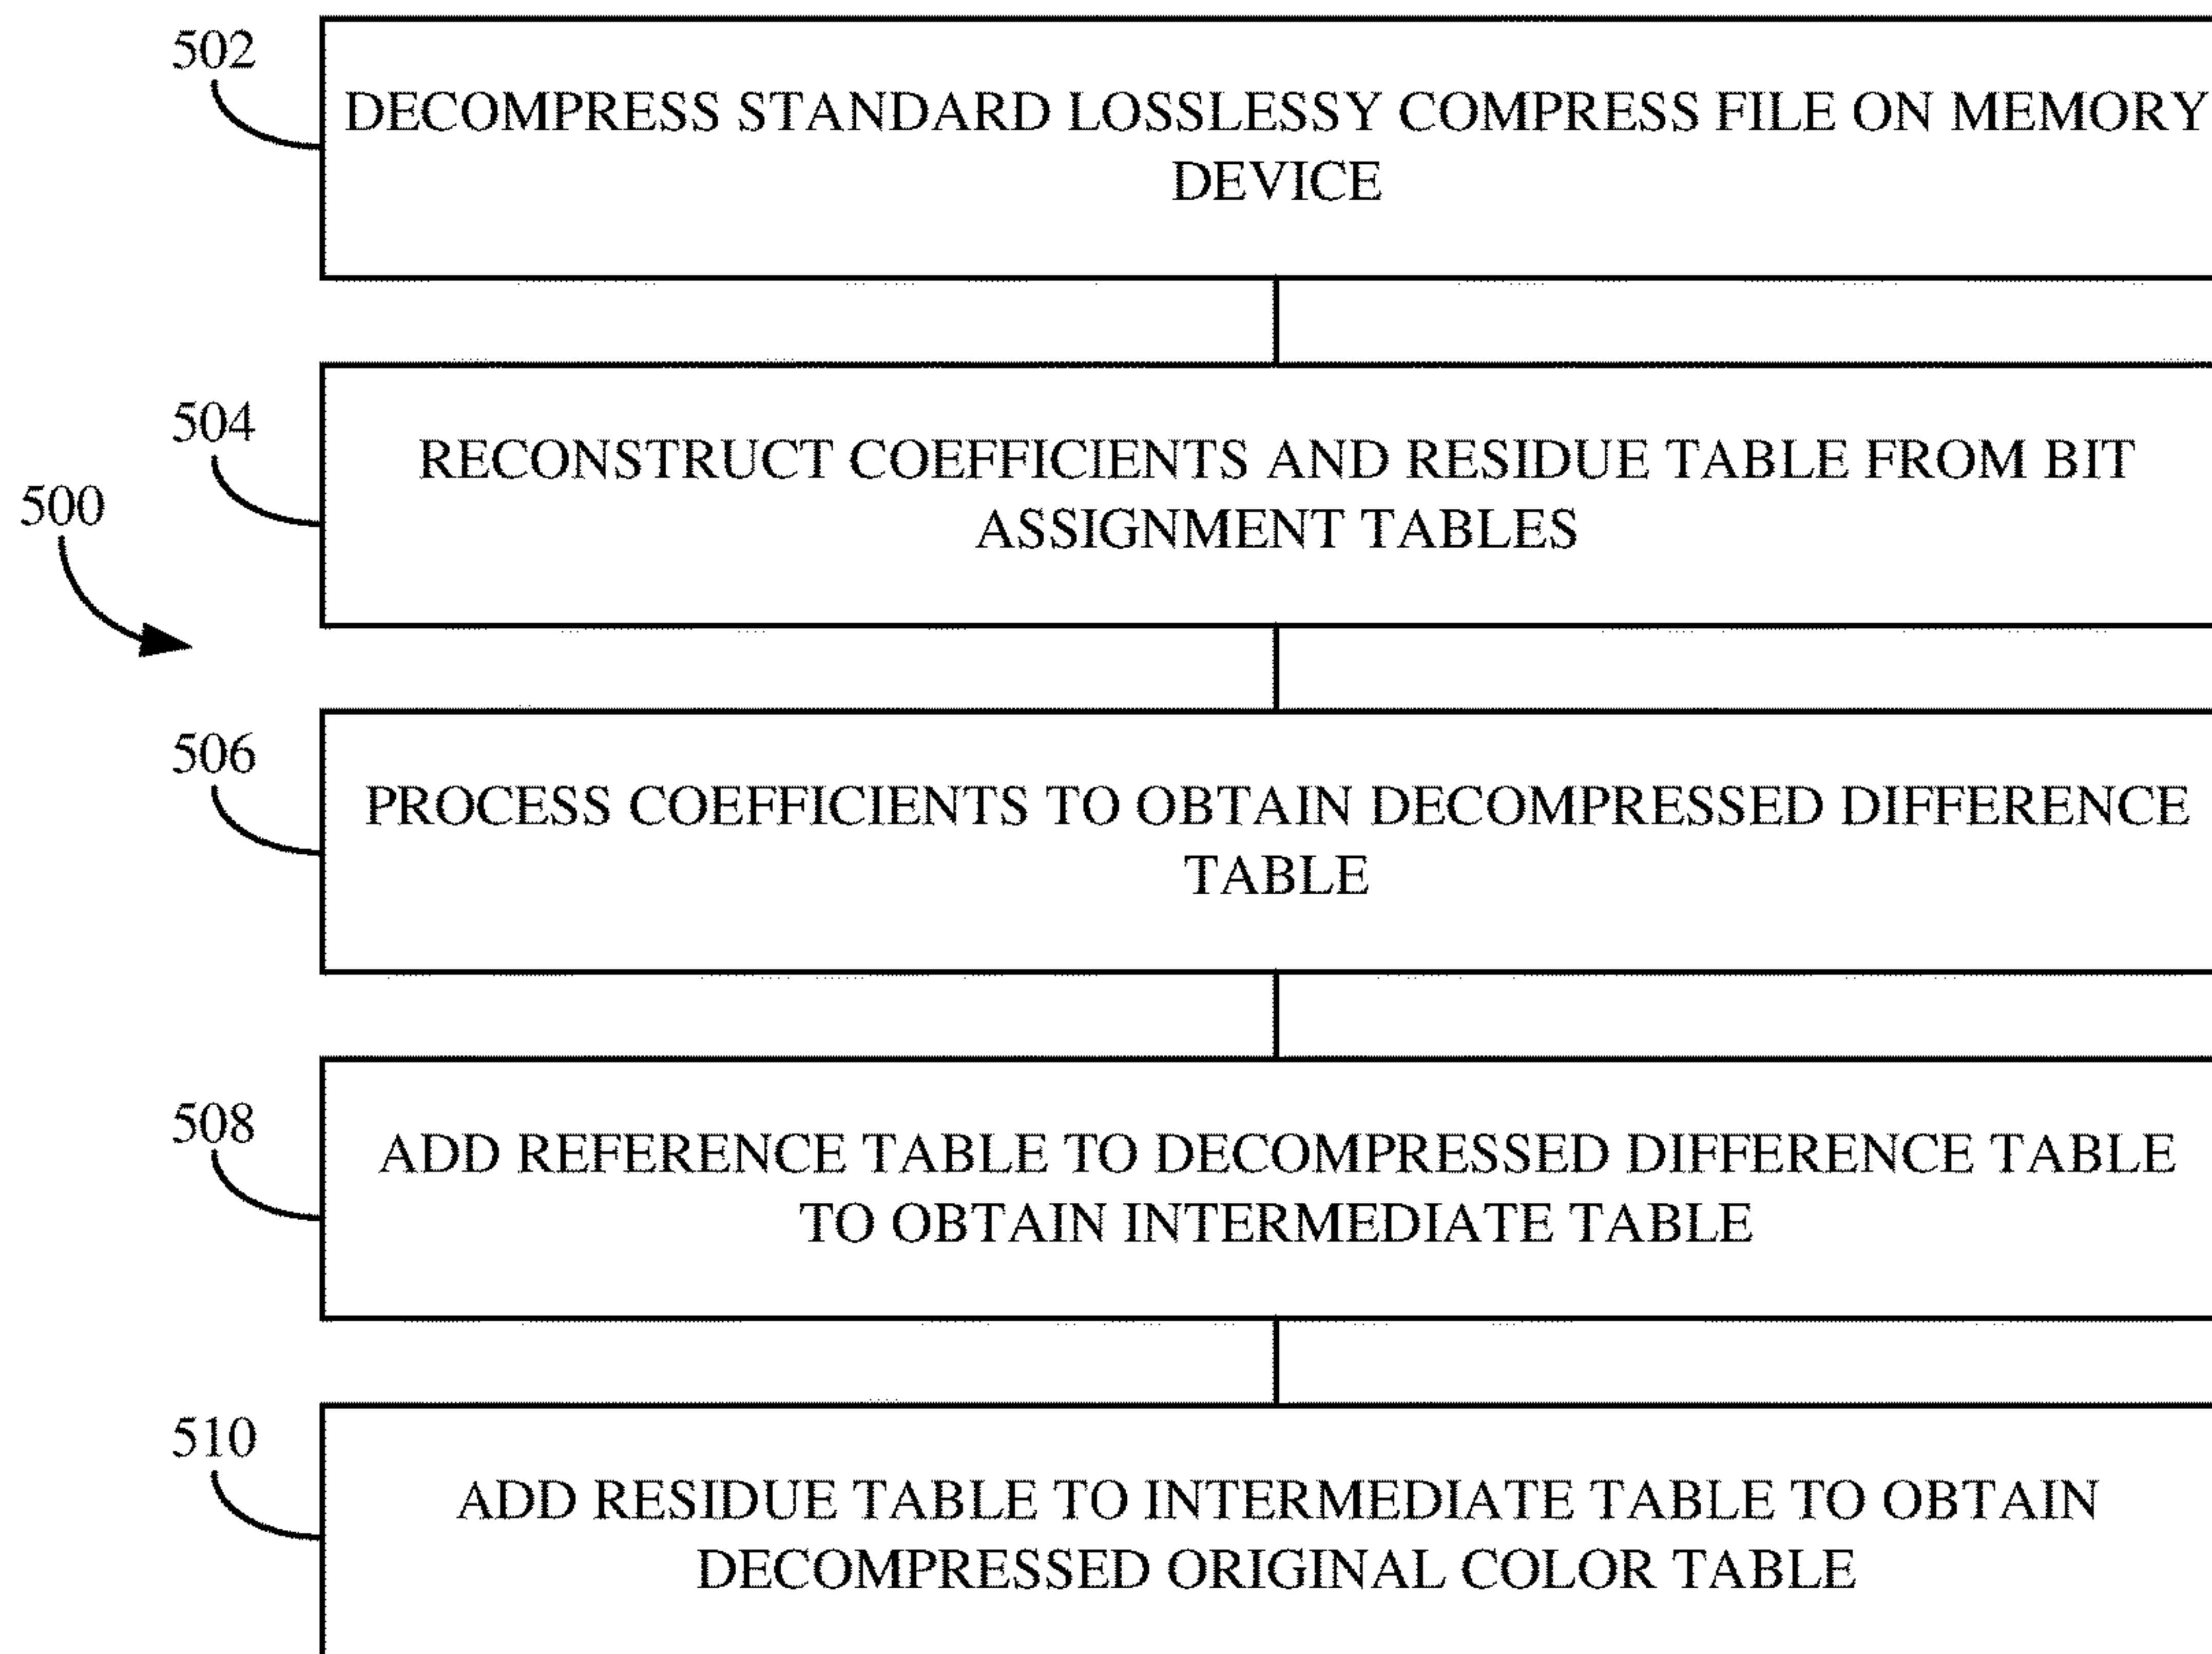 502
DECOMPRESS STANDARD LOSSLESSY COMPRESS FILE ON MEMORY
DEVICE
504
RECONSTRUCT COEFFICIENTS AND RESIDUE TABLE FROM BIT
ASSIGNMENT TABLES
500
506
PROCESS COEFFICIENTS TO OBTAIN DECOMPRESSED DIFFERENCE
TABLE
508
ADD REFERENCE TABLE TO DECOMPRESSED DIFFERENCE TABLE
TO OBTAIN INTERMEDIATE TABLE
510
ADD RESIDUE TABLE TO INTERMEDIATE TABLE TO OBTAIN
DECOMPRESSED ORIGINAL COLOR TABLE